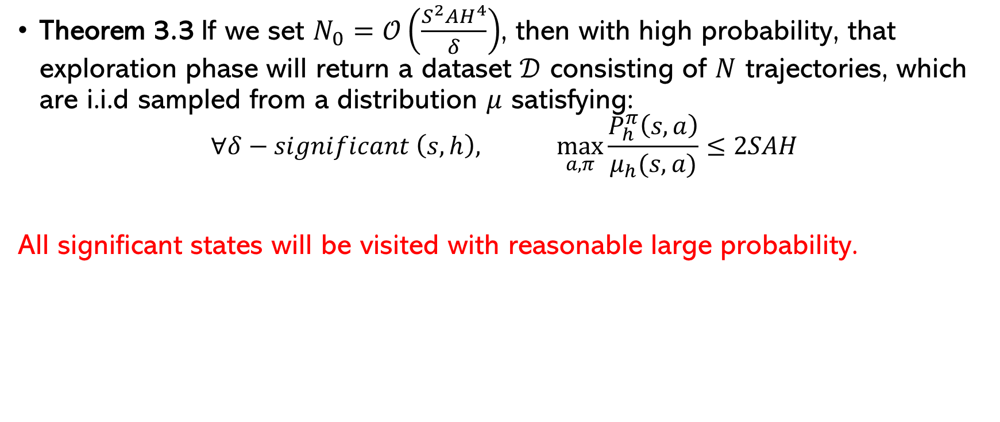 • Theorem 3.3 If we set $N_0 = \mathcal{O}\left(\frac{S^2AH^4}{\delta}\right)$, then with high probability, that
exploration phase will return a dataset $\mathcal{D}$ consisting of $N$ trajectories, which
are i.i.d sampled from a distribution $\mu$ satisfying:
$\forall \delta - significant\ (s, h), \quad \max_{a,\pi} \frac{P_h^\pi(s, a)}{\mu_h(s, a)} \leq 2SAH$
All significant states will be visited with reasonable large probability.